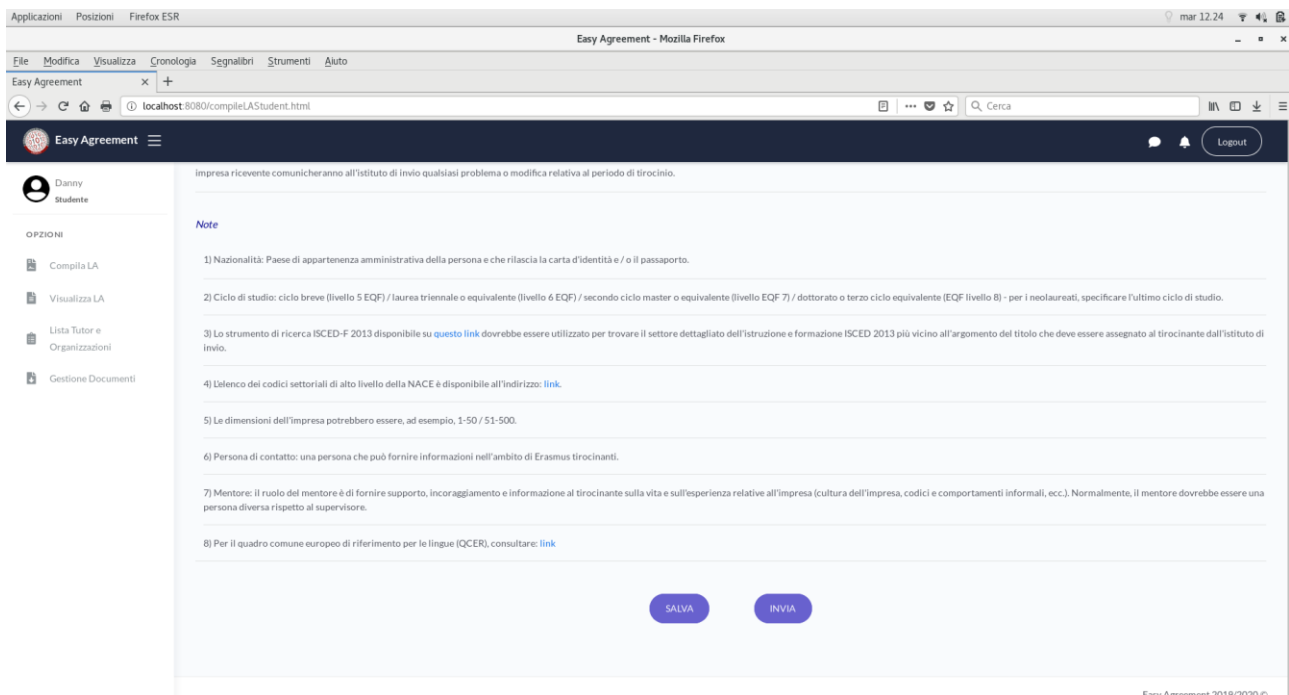 Applicazioni Posizioni Firefox ESR
mar 12.24
Easy Agreement - Mozilla Firefox
File Modifica Visualizza Cronologia Segnalibri Strumenti Aiuto
Easy Agreement
localhost:8080/compileLAStudent.html
Cerca
Easy Agreement
Logout
Danny
Studente
OPZIONI
Compila LA
Visualizza LA
Lista Tutor e
Organizzazioni
Gestione Documenti
impresa ricevente comunicheranno all'istituto di invio qualsiasi problema o modifica relativa al periodo di tirocinio.
Note
1) Nazionalità: Paese di appartenenza amministrativa della persona e che rilascia la carta d'identità e / o il passaporto.
2) Ciclo di studio: ciclo breve (livello 5 EQF) / laurea triennale o equivalente (livello 6 EQF) / secondo ciclo master o equivalente (livello EQF 7) / dottorato o terzo ciclo equivalente (EQF livello 8) - per i neolaureati, specificare l'ultimo ciclo di studio.
3) Lo strumento di ricerca ISCED-F 2013 disponibile su questo link dovrebbe essere utilizzato per trovare il settore dettagliato dell'istruzione e formazione ISCED 2013 più vicino all'argomento del titolo che deve essere assegnato al tirocinante dall'istituto di
invio.
4) L'elenco dei codici settoriali di alto livello della NACE è disponibile all'indirizzo: link.
5) Le dimensioni dell'impresa potrebbero essere, ad esempio, 1-50 / 51-500.
6) Persona di contatto: una persona che può fornire informazioni nell'ambito di Erasmus tirocinanti.
7) Mentore: il ruolo del mentore è di fornire supporto, incoraggiamento e informazione al tirocinante sulla vita e sull'esperienza relative all'impresa (cultura dell'impresa, codici e comportamenti informali, ecc.). Normalmente, il mentore dovrebbe essere una
persona diversa rispetto al supervisore.
8) Per il quadro comune europeo di riferimento per le lingue (QCER), consultare: link
SALVA INVIA
Easy Agreement 2019/2020 ©